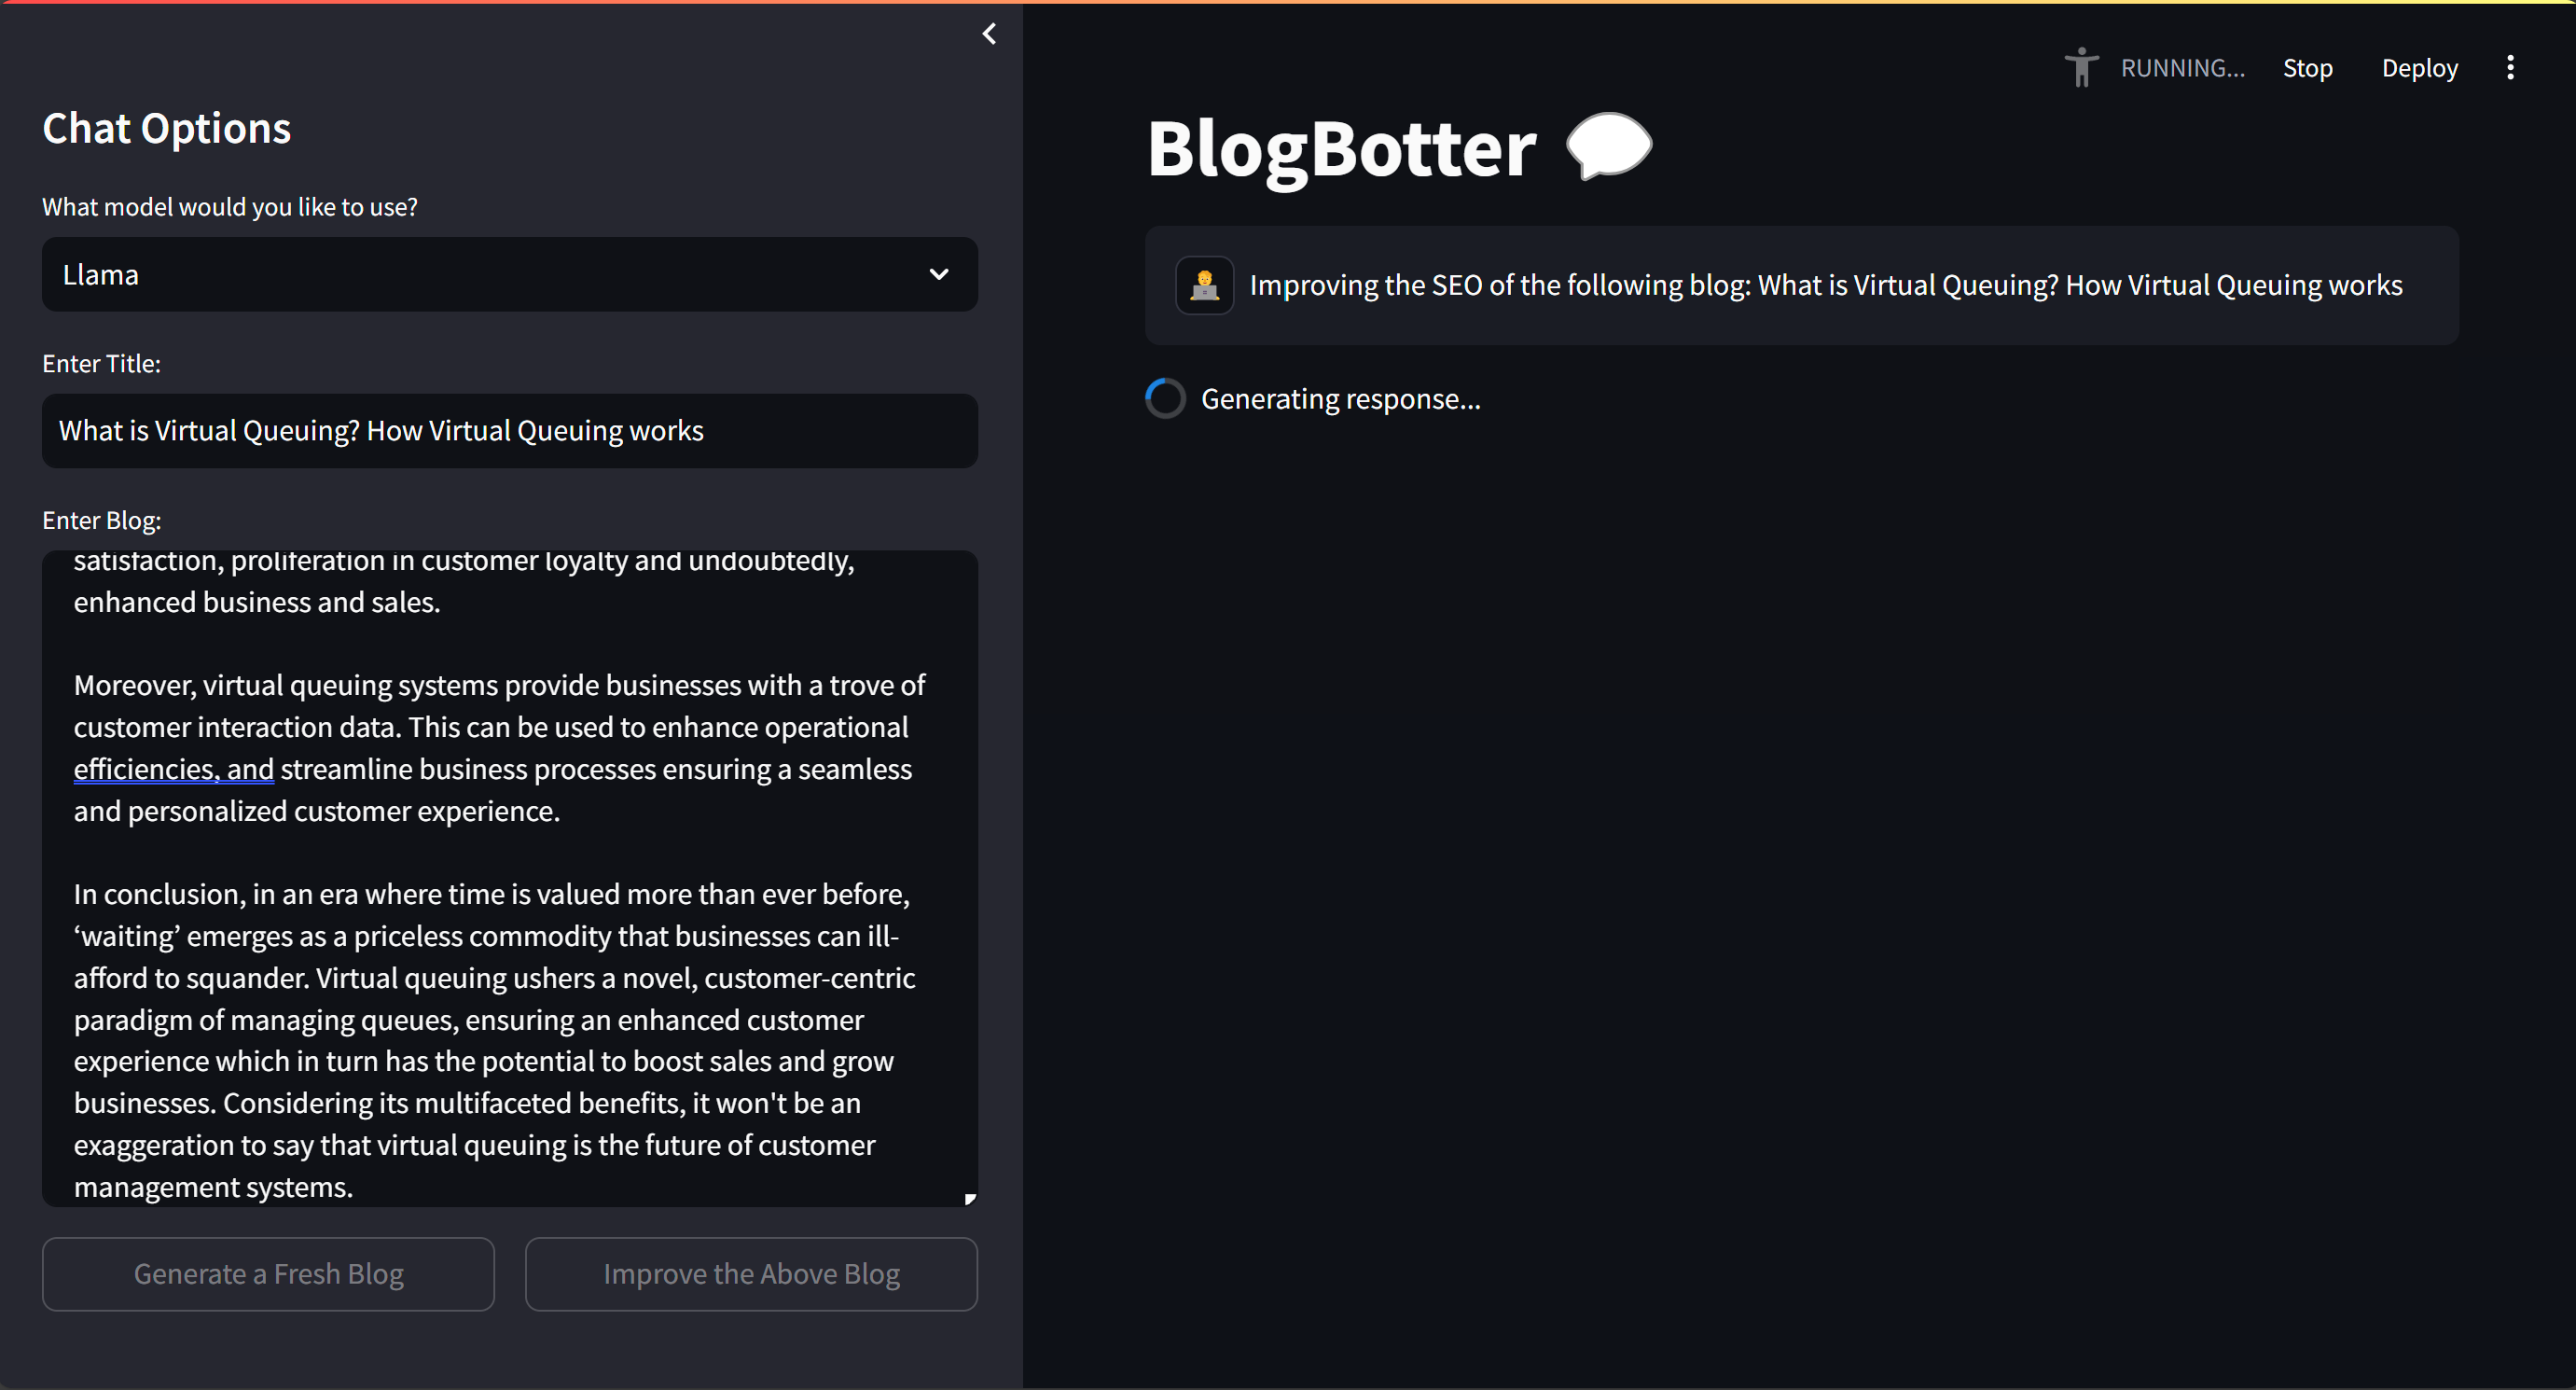 Chat Options
What model would you like to use?
Llama
Enter Title:
What is Virtual Queuing? How Virtual Queuing works
Enter Blog:
satisfaction, proliferation in customer loyalty and undoubtedly,
enhanced business and sales.
Moreover, virtual queuing systems provide businesses with a trove of
customer interaction data. This can be used to enhance operational
efficiencies, and streamline business processes ensuring a seamless
and personalized customer experience.
In conclusion, in an era where time is valued more than ever before,
‘waiting’ emerges as a priceless commodity that businesses can ill-
afford to squander. Virtual queuing ushers a novel, customer-centric
paradigm of managing queues, ensuring an enhanced customer
experience which in turn has the potential to boost sales and grow
businesses. Considering its multifaceted benefits, it won't be an
exaggeration to say that virtual queuing is the future of customer
management systems.
Generate a Fresh Blog
Improve the Above Blog
RUNNING...
Stop
Deploy
BlogBotter
Improving the SEO of the following blog: What is Virtual Queuing? How Virtual Queuing works
Generating response...